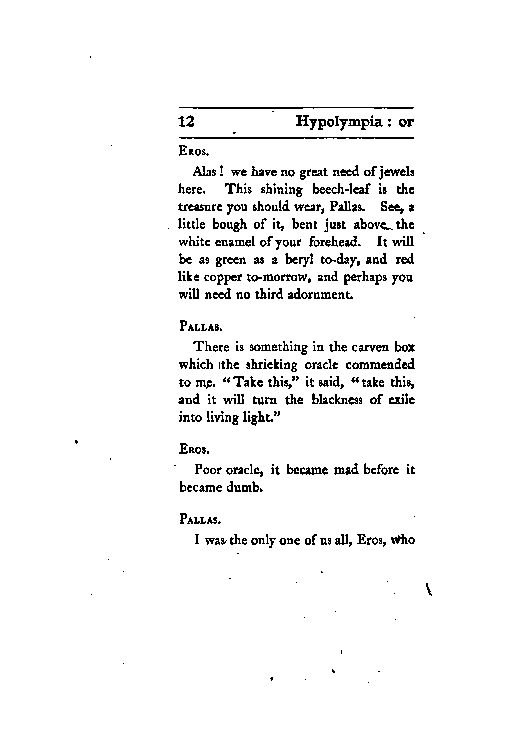 12 Hypolympia : or
Eros.
Alas! we have no great need of jewels
here. This shining beech-leaf is the
treasure you should wear, Pallas. See, a
little bough of it, bent just above the
white enamel of your forehead. It will
be as green as a beryl to-day, and red
like copper to-morrow, and perhaps you
will need no third adornment.
Pallas.
There is something in the carven box
which the shrieking oracle commended
to me. "Take this," it said, "take this,
and it will turn the blackness of exile
into living light."
Eros.
Poor oracle, it became mad before it
became dumb.
Pallas.
I was the only one of us all, Eros, who